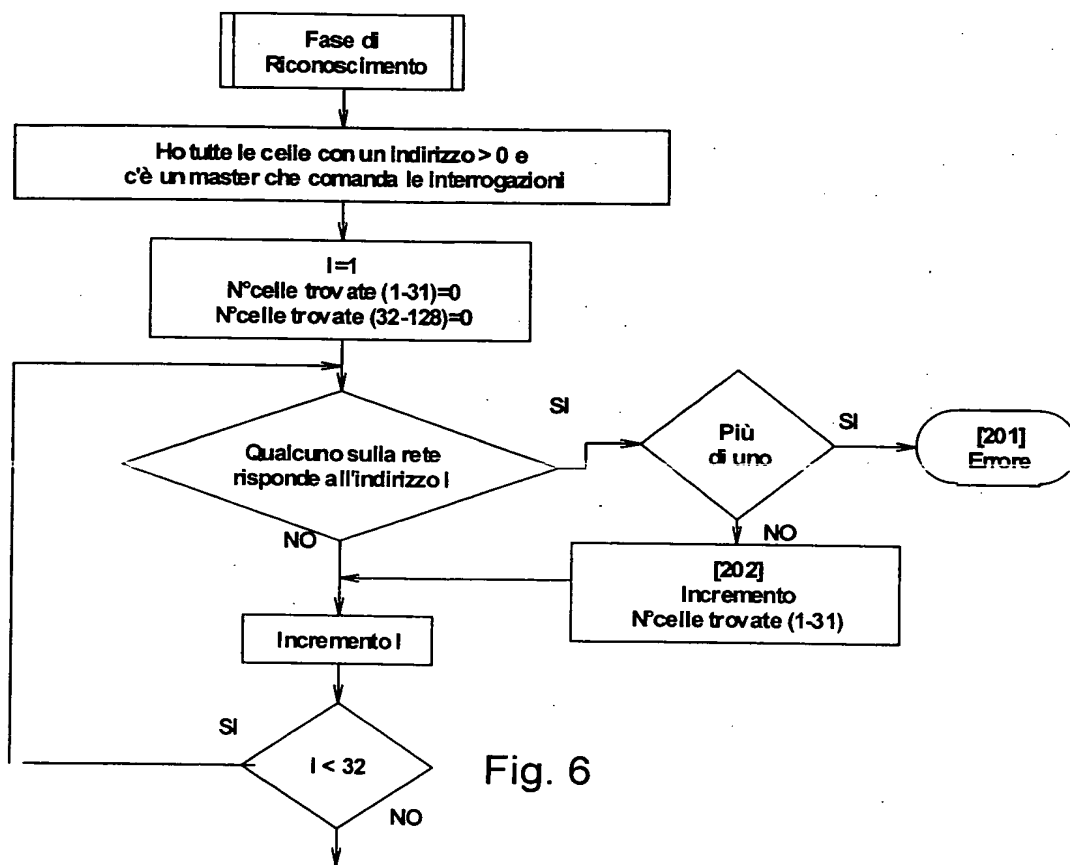 Fase di
Riconoscimento
Ho tutte le celle con un indirizzo > 0 e
c'è un master che comanda le interrogazioni
I=1
N°celle trovate (1-31)=0
N°celle trovate (32-128)=0
Qualcuno sulla rete
risponde all'indirizzo I
SI
Più
di uno
SI
[201]
Errore
NO
NO
[202]
Incremento
N°celle trovate (1-31)
Incremento I
SI
I < 32
NO
Fig. 6